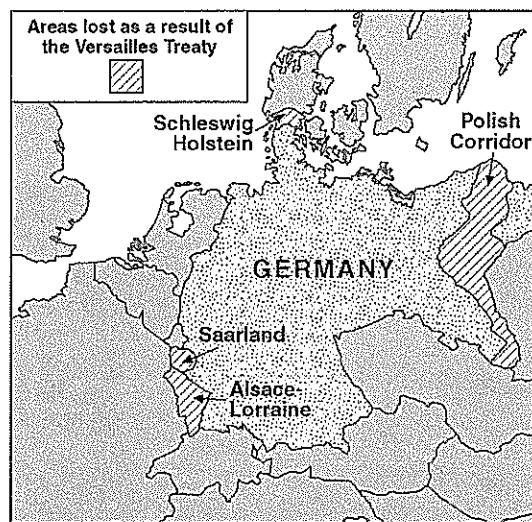 Areas lost as a result of
the Versailles Treaty
Schleswig
Holstein
Polish
Corridor
GERMANY
Saarland
Alsace-
Lorraine